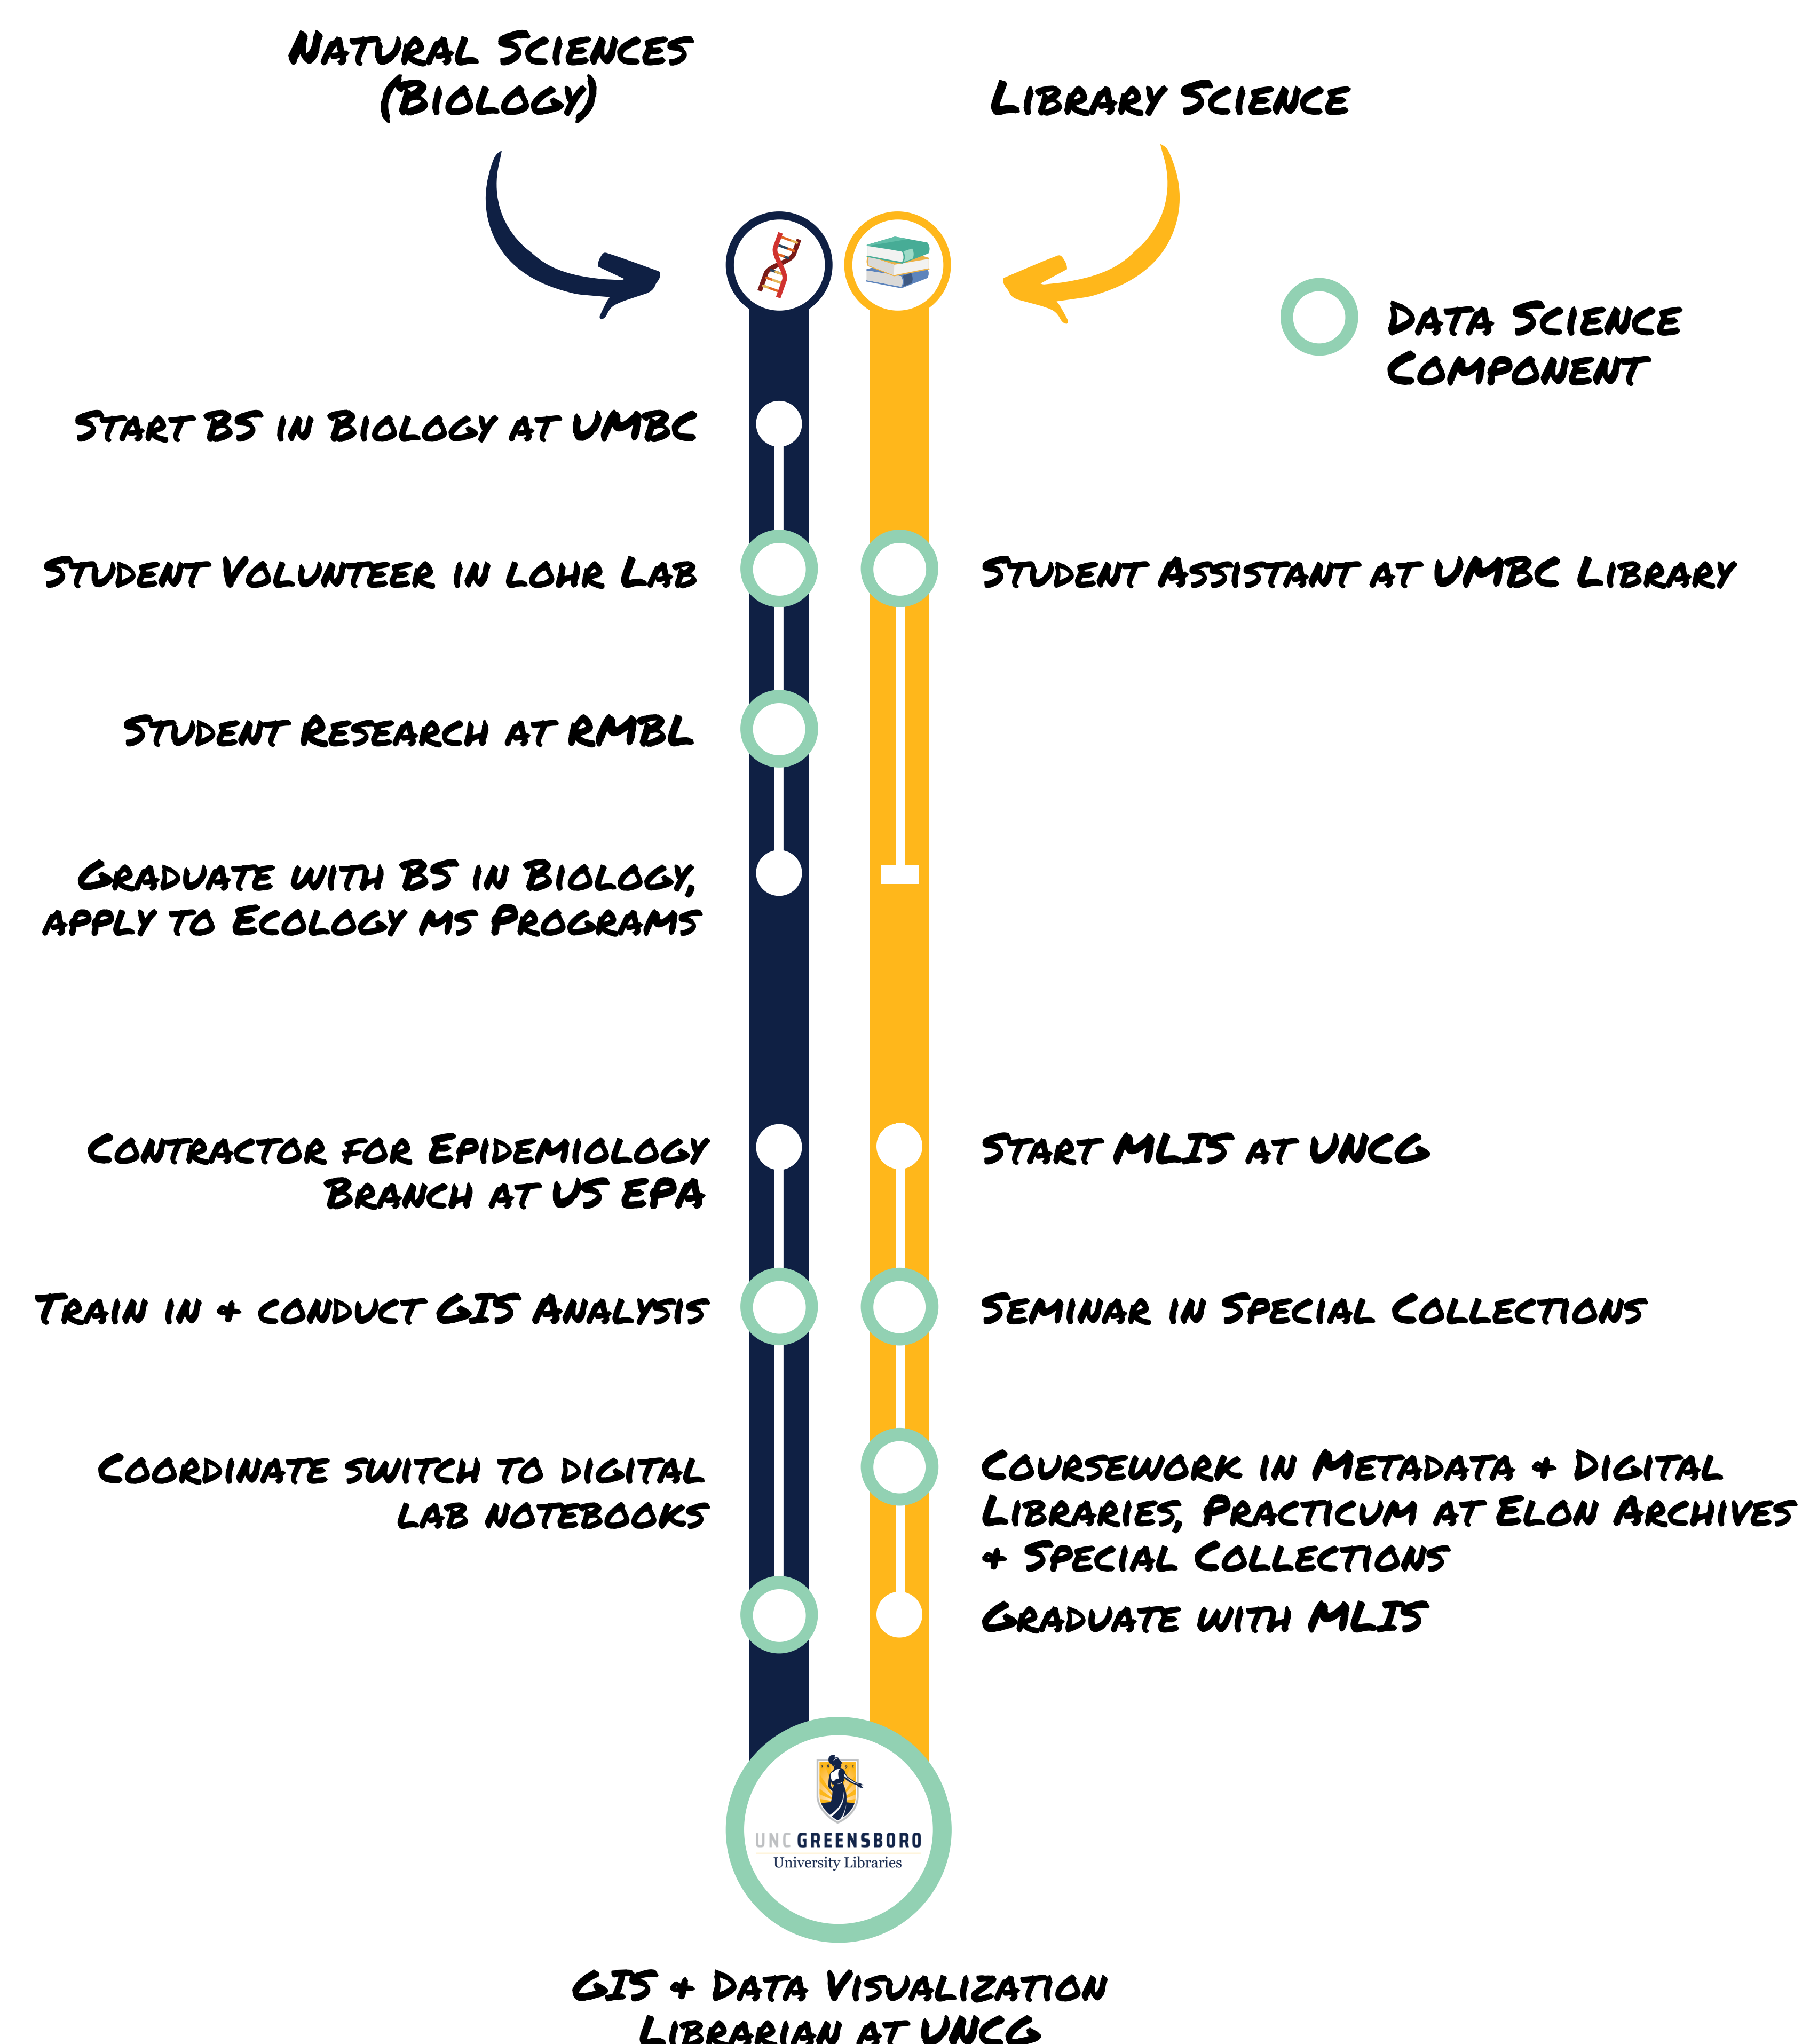 Natural Sciences
(Biology)
Library Science
Data Science
Component
Start BS in Biology at UMBC
Student Volunteer in Lohr Lab
Student Assistant at UMBC Library
Student Research at RMBL
Graduate with BS in Biology,
apply to Ecology MS Programs
Contractor for Epidemiology
Branch at US EPA
Start MLIS at UNCG
Train in & conduct GIS Analysis
Seminar in Special Collections
Coordinate switch to digital
lab notebooks
Coursework in Metadata & Digital
Libraries, Practicum at Elon Archives
& Special Collections
Graduate with MLIS
UNC GREENSBORO
University Libraries
GIS & Data Visualization
Librarian at UNCG